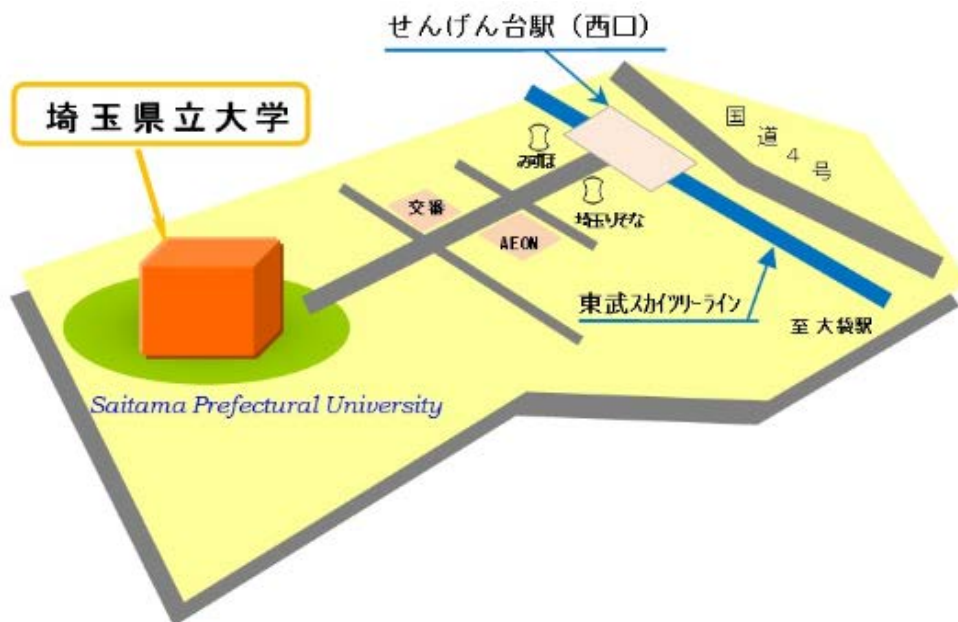 せんげん台駅（西口）
埼玉県立大学
国道４号
みずほ
埼玉りそな
交番
AEON
東武スカイツリーライン
至 大袋駅
Saitama Prefectural University